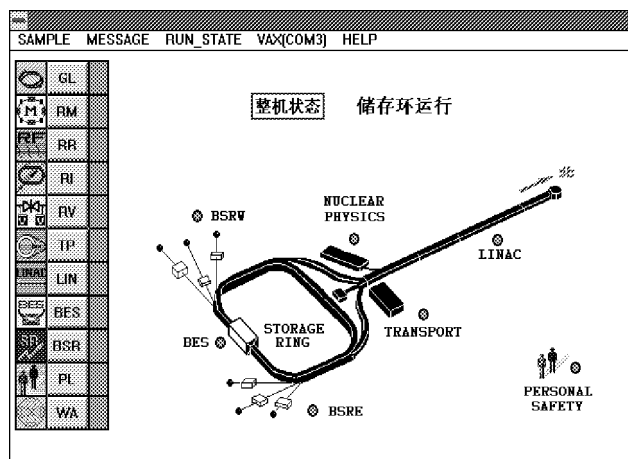 SAMPLE MESSAGE RUN_STATE VAX(COM3) HELP
GL
M RM
RF RR
RI
RV
TP
LINAC LIN
BES BES
SR BSR
PL
WA
整机状态 储存环运行
NUCLEAR
PHYSICS
BSRW
LINAC
TRANSPORT
STORAGE
RING
BES
BSRE
PERSONAL
SAFETY